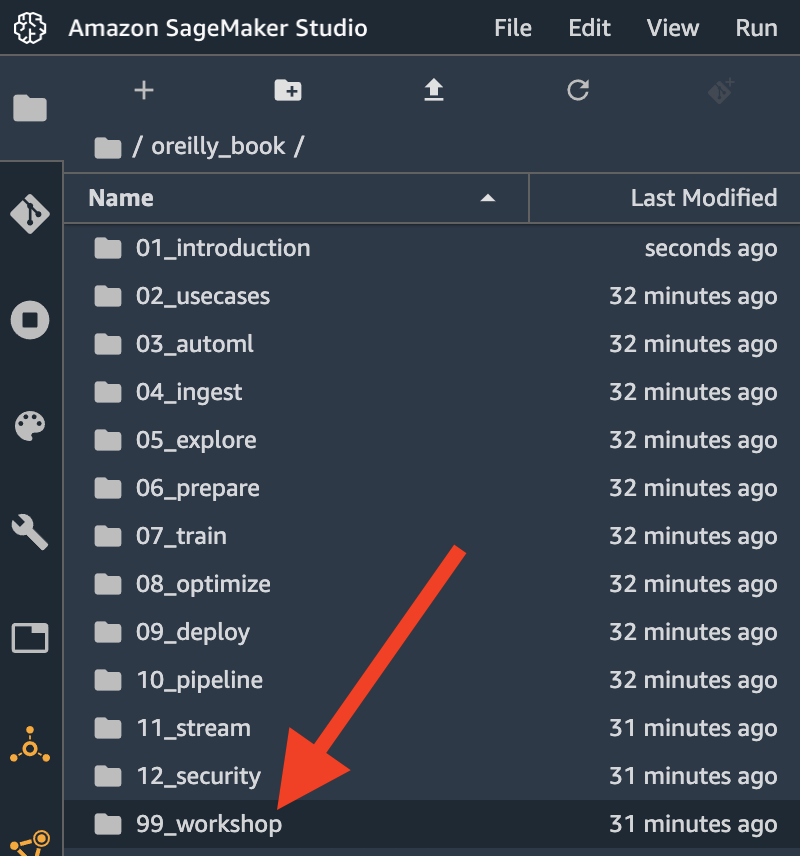 Amazon SageMaker Studio File Edit View Run
/ oreilly_book /
Name Last Modified
01_introduction seconds ago
02_usecases 32 minutes ago
03_automl 32 minutes ago
04_ingest 32 minutes ago
05_explore 32 minutes ago
06_prepare 32 minutes ago
07_train 32 minutes ago
08_optimize 32 minutes ago
09_deploy 32 minutes ago
10_pipeline 32 minutes ago
11_stream 31 minutes ago
12_security 31 minutes ago
99_workshop 31 minutes ago